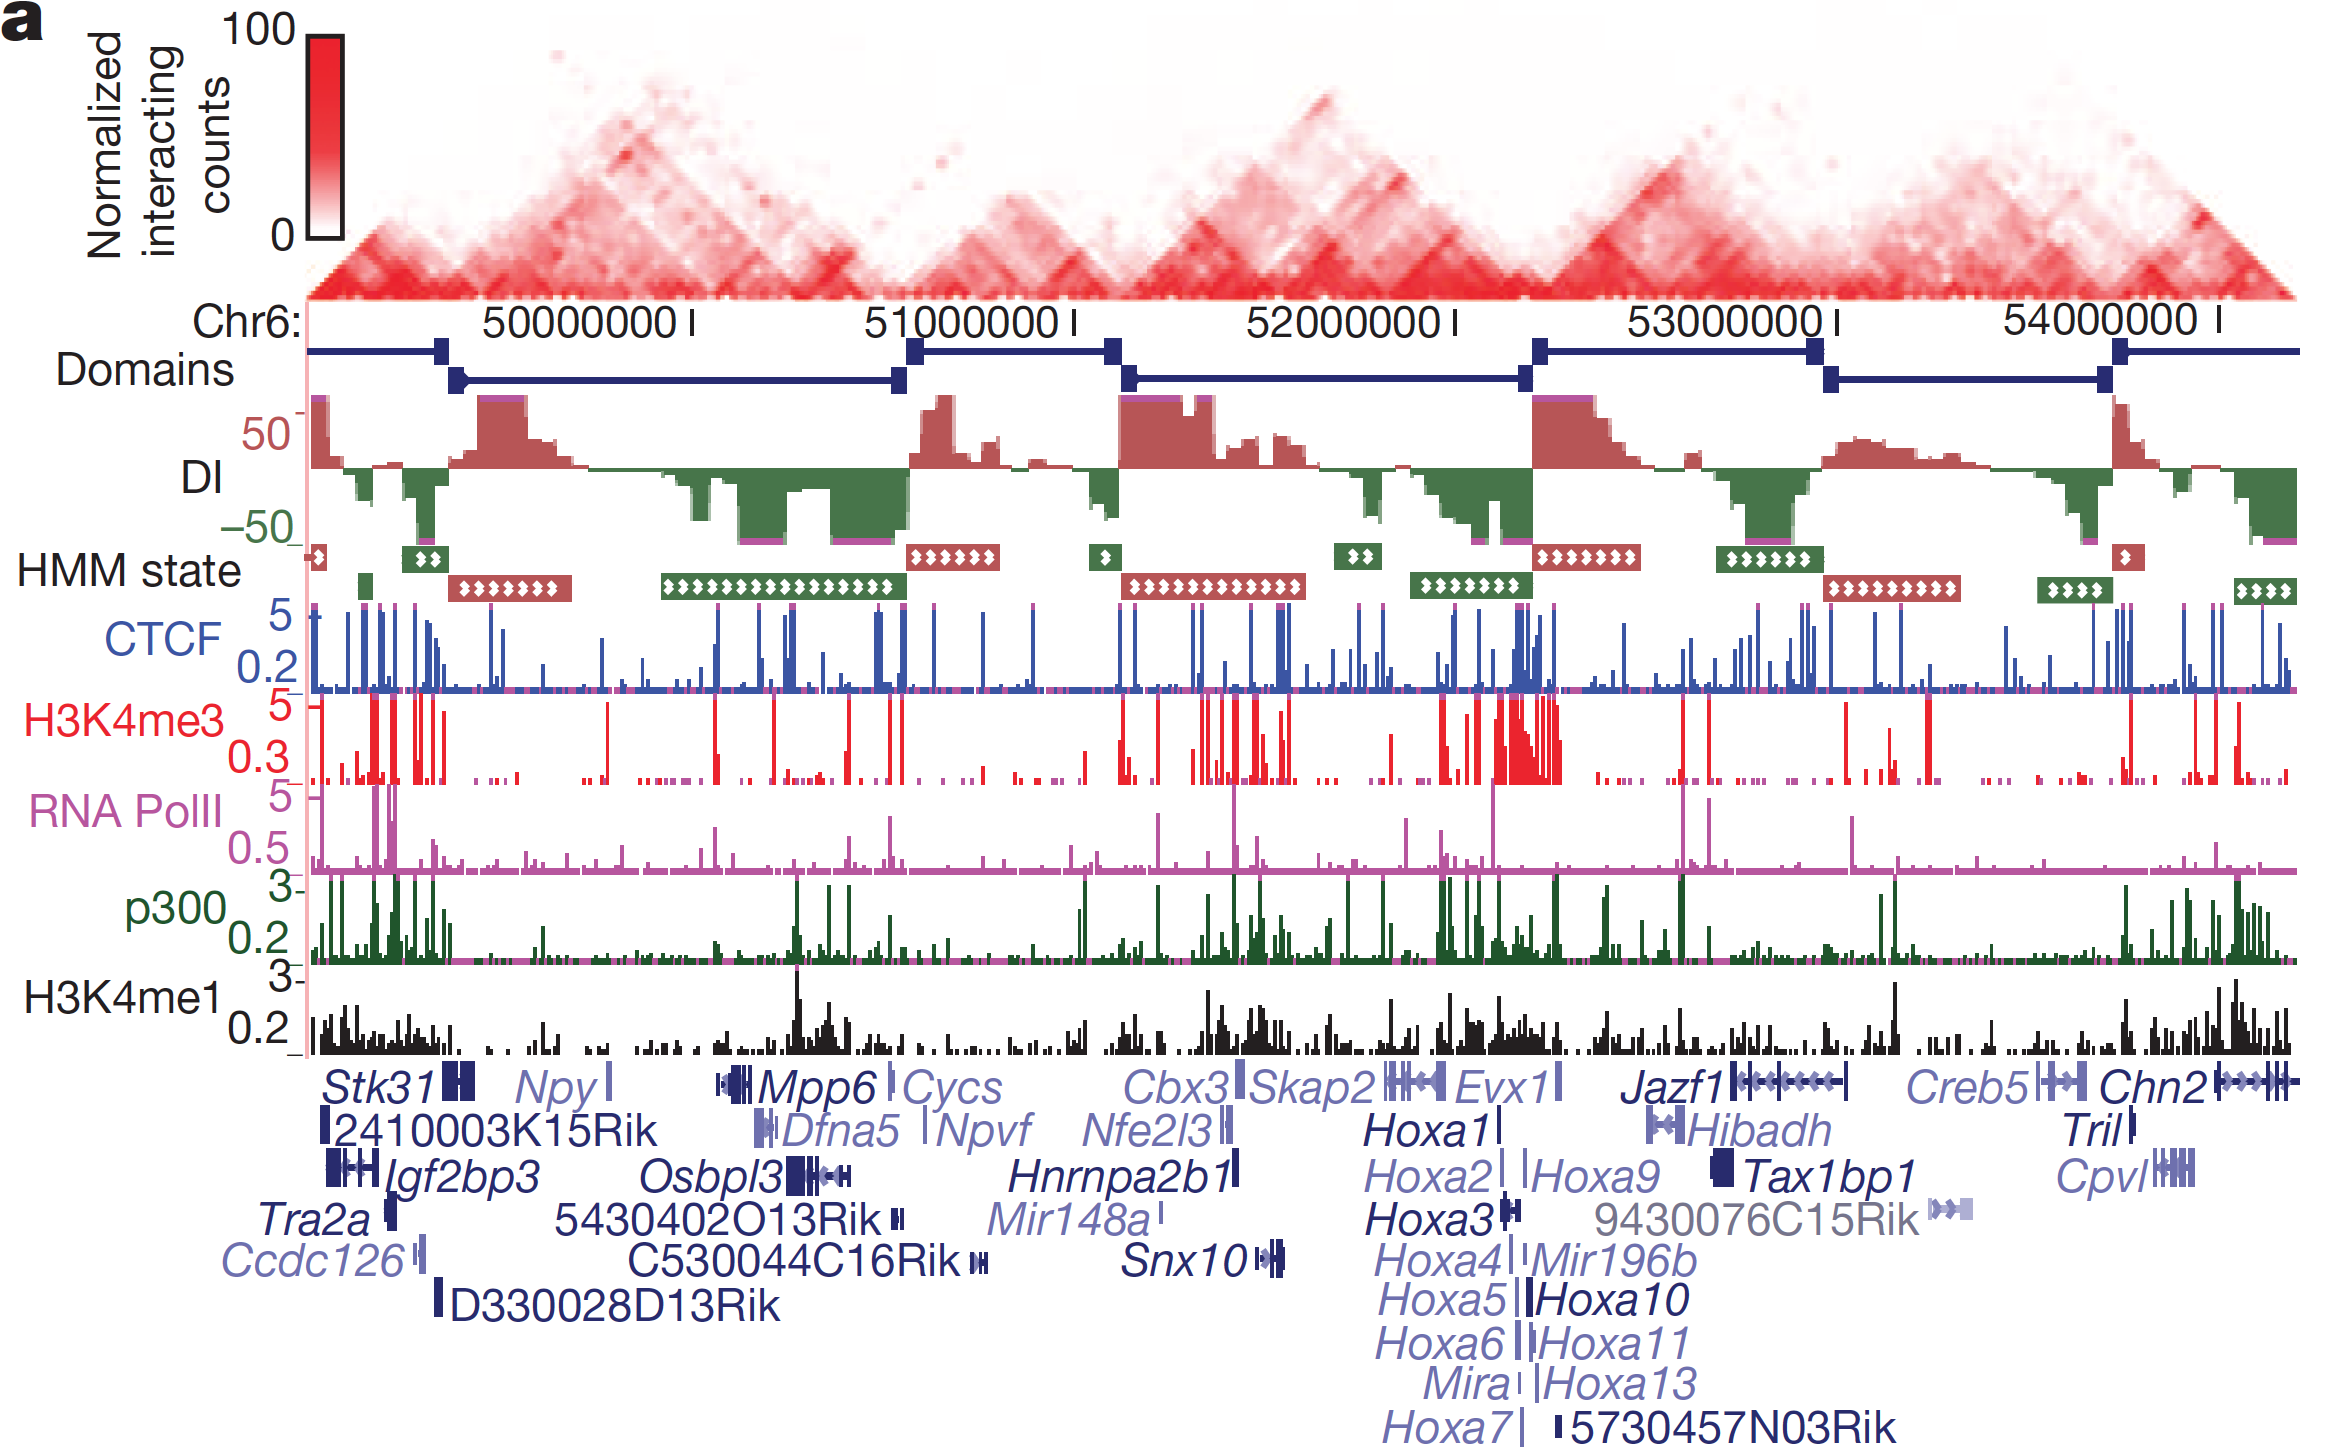 a
100
Normalized
interacting
counts
0
Chr6: 50000000 51000000 52000000 53000000 54000000
Domains
50
DI
−50
HMM state
5
CTCF
0.2
5
H3K4me3
0.3
5
RNA PolII
0.5
3
p300
0.2
3
H3K4me1
0.2
Stk31 Npy Mpp6 Cycs Cbx3 Skap2 Evx1 Jazf1 Creb5 Chn2
2410003K15Rik Dfna5 Npvf Nfe2l3 Hoxa1 Hibadh Tril
Igf2bp3 Osbpl3 Hnrnpa2b1 Hoxa2 Hoxa9 Tax1bp1 Cpvl
Tra2a 5430402O13Rik Mir148a Hoxa3 9430076C15Rik
Ccdc126 C530044C16Rik Snx10 Hoxa4 Mir196b
D330028D13Rik Hoxa5 Hoxa10
Hoxa6 Hoxa11
Mira Hoxa13
Hoxa7 5730457N03Rik